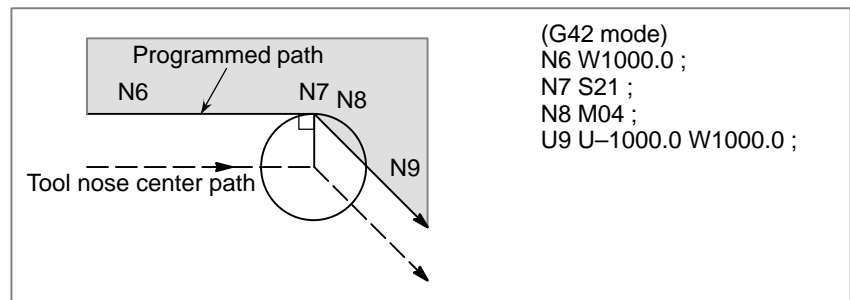 Programmed path
N6
N7
N8
N9
Tool nose center path
(G42 mode)
N6 W1000.0 ;
N7 S21 ;
N8 M04 ;
U9 U–1000.0 W1000.0 ;